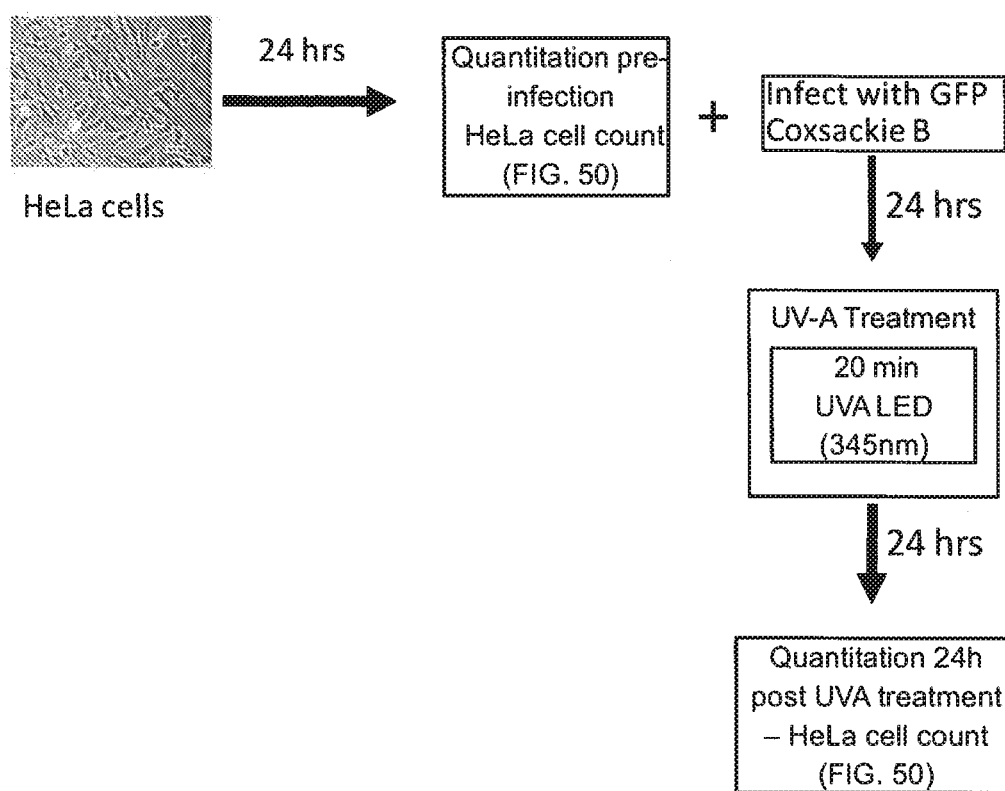 24 hrs
Quantitation pre-
infection
HeLa cell count
(FIG. 50)
+
Infect with GFP
Coxsackie B
HeLa cells
24 hrs
UV-A Treatment
20 min
UVA LED
(345nm)
24 hrs
Quantitation 24h
post UVA treatment
– HeLa cell count
(FIG. 50)